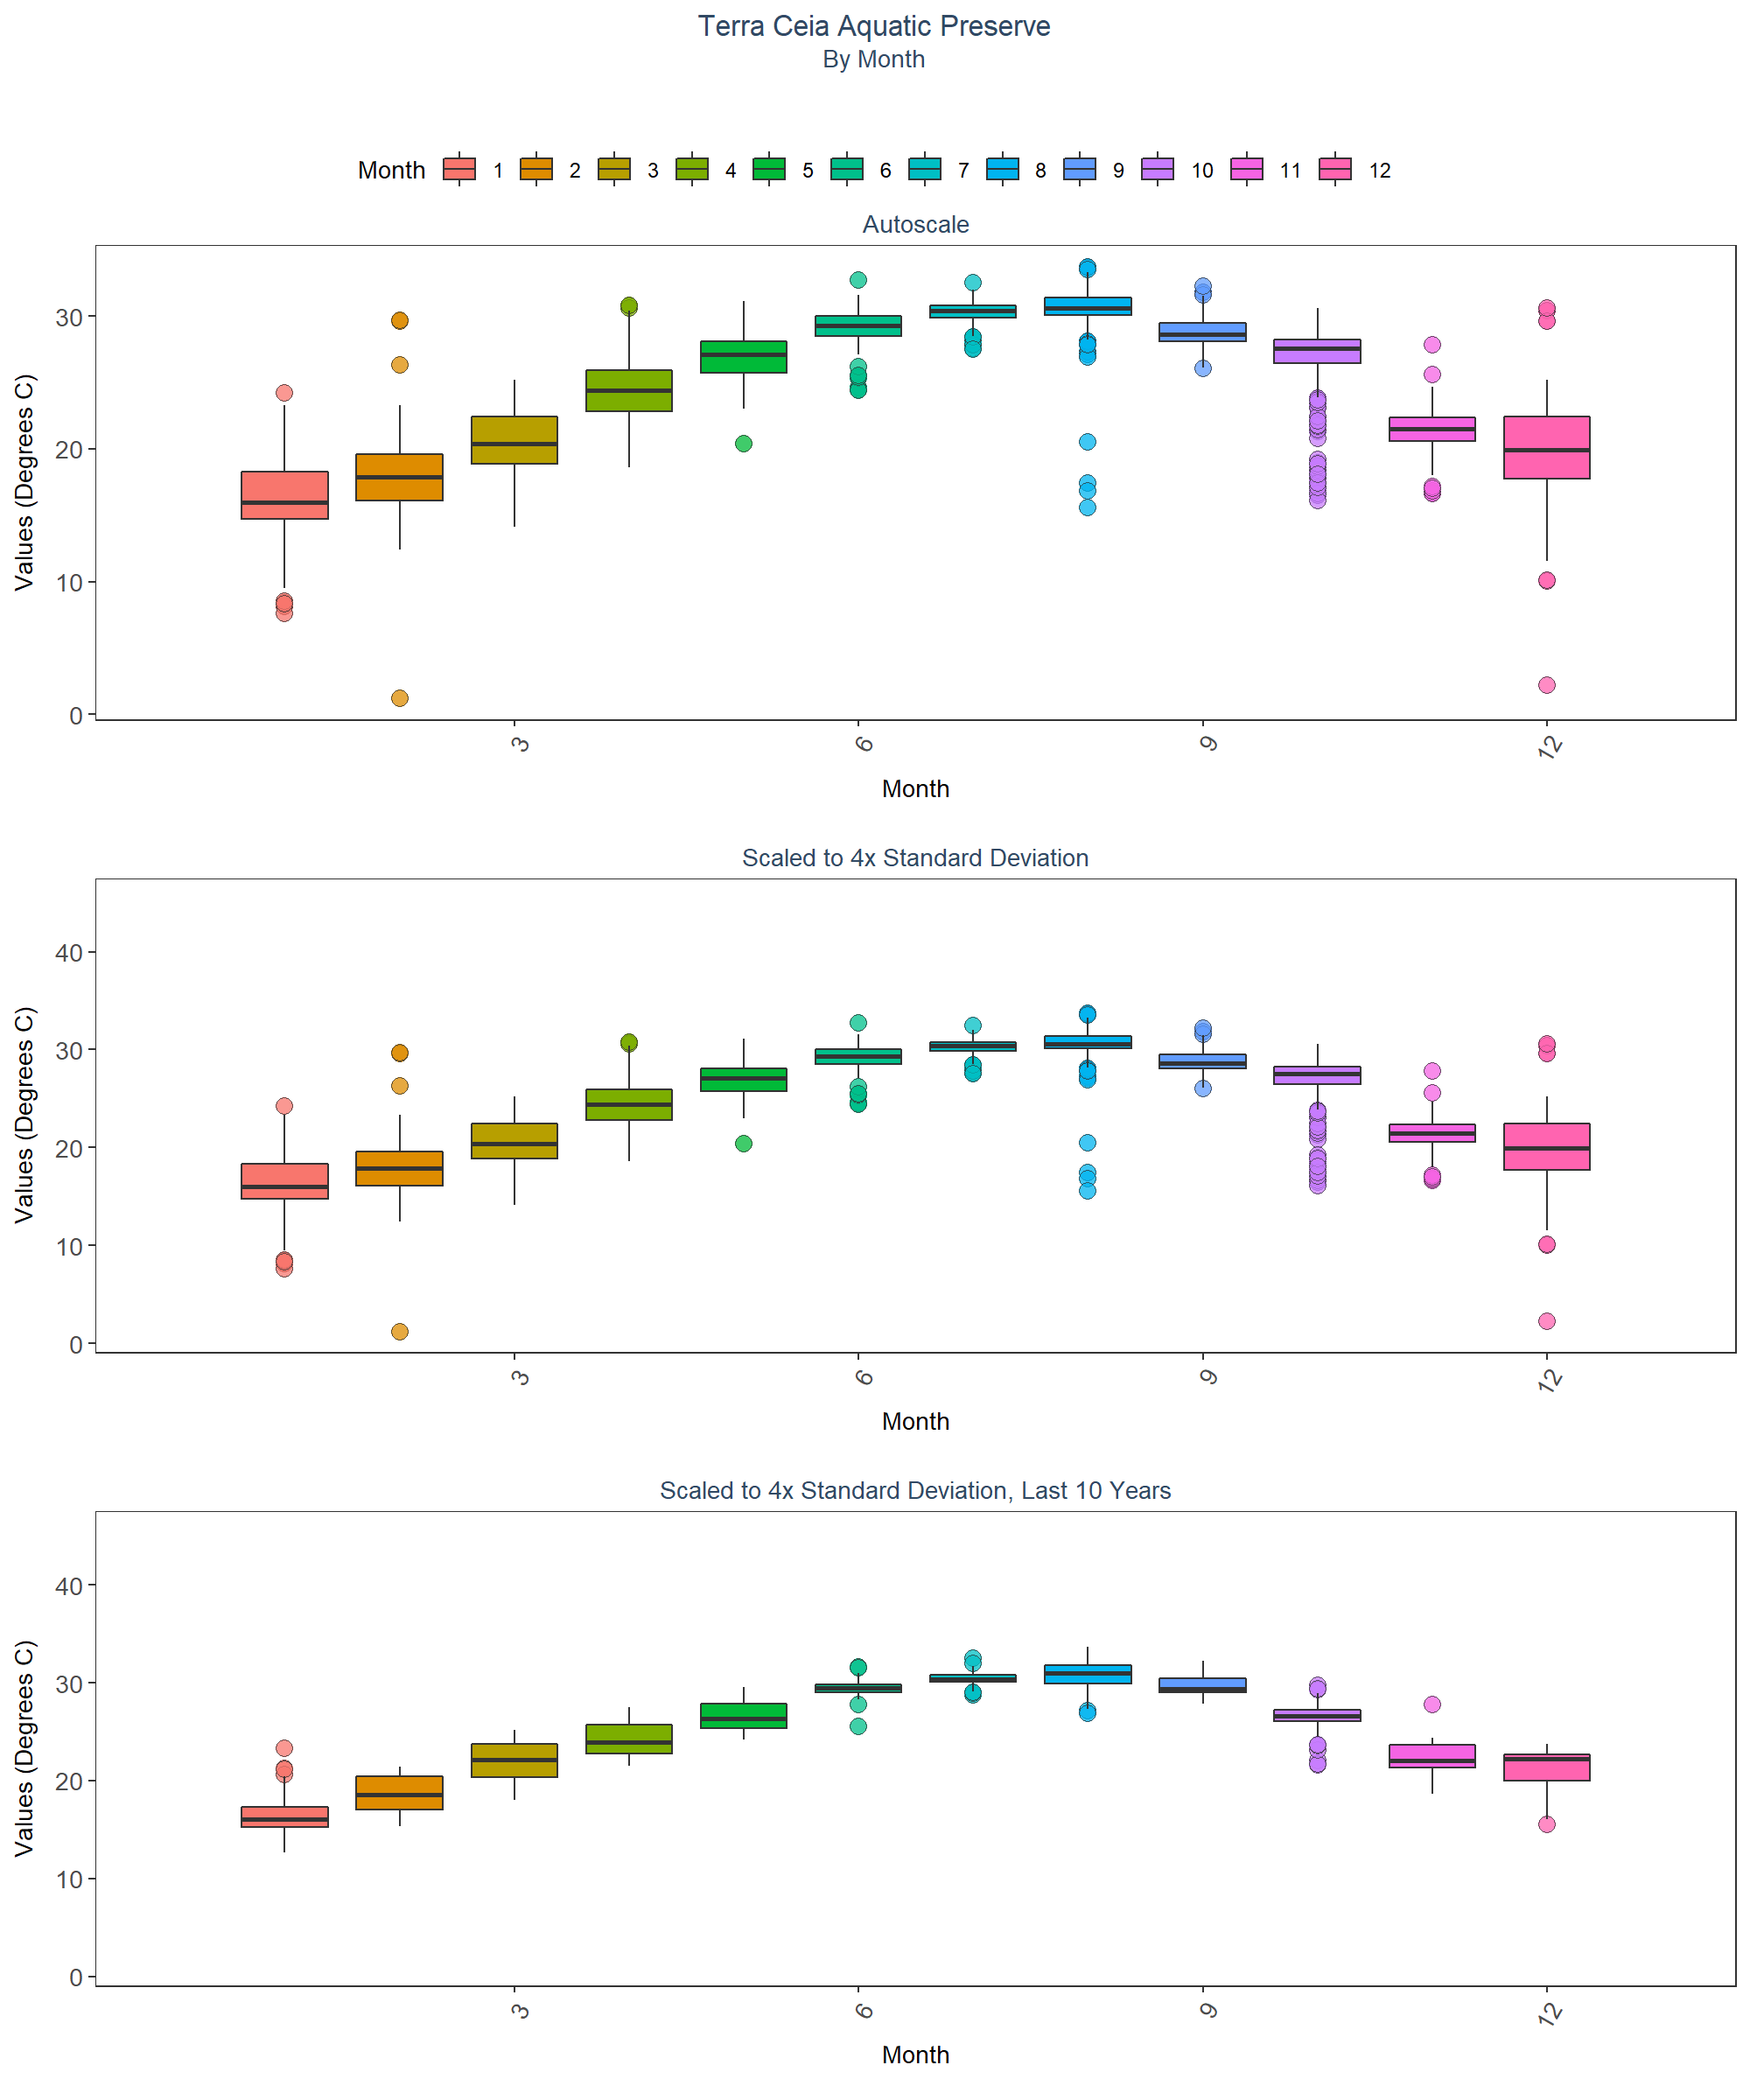 Terra Ceia Aquatic Preserve
By Month
Month 1 2 3 4 5 6 7 8 9 10 11 12
Autoscale
Values (Degrees C)
30
20
10
0
3 6 9 12
Month
Scaled to 4x Standard Deviation
Values (Degrees C)
40
30
20
10
0
3 6 9 12
Month
Scaled to 4x Standard Deviation, Last 10 Years
Values (Degrees C)
40
30
20
10
0
3 6 9 12
Month